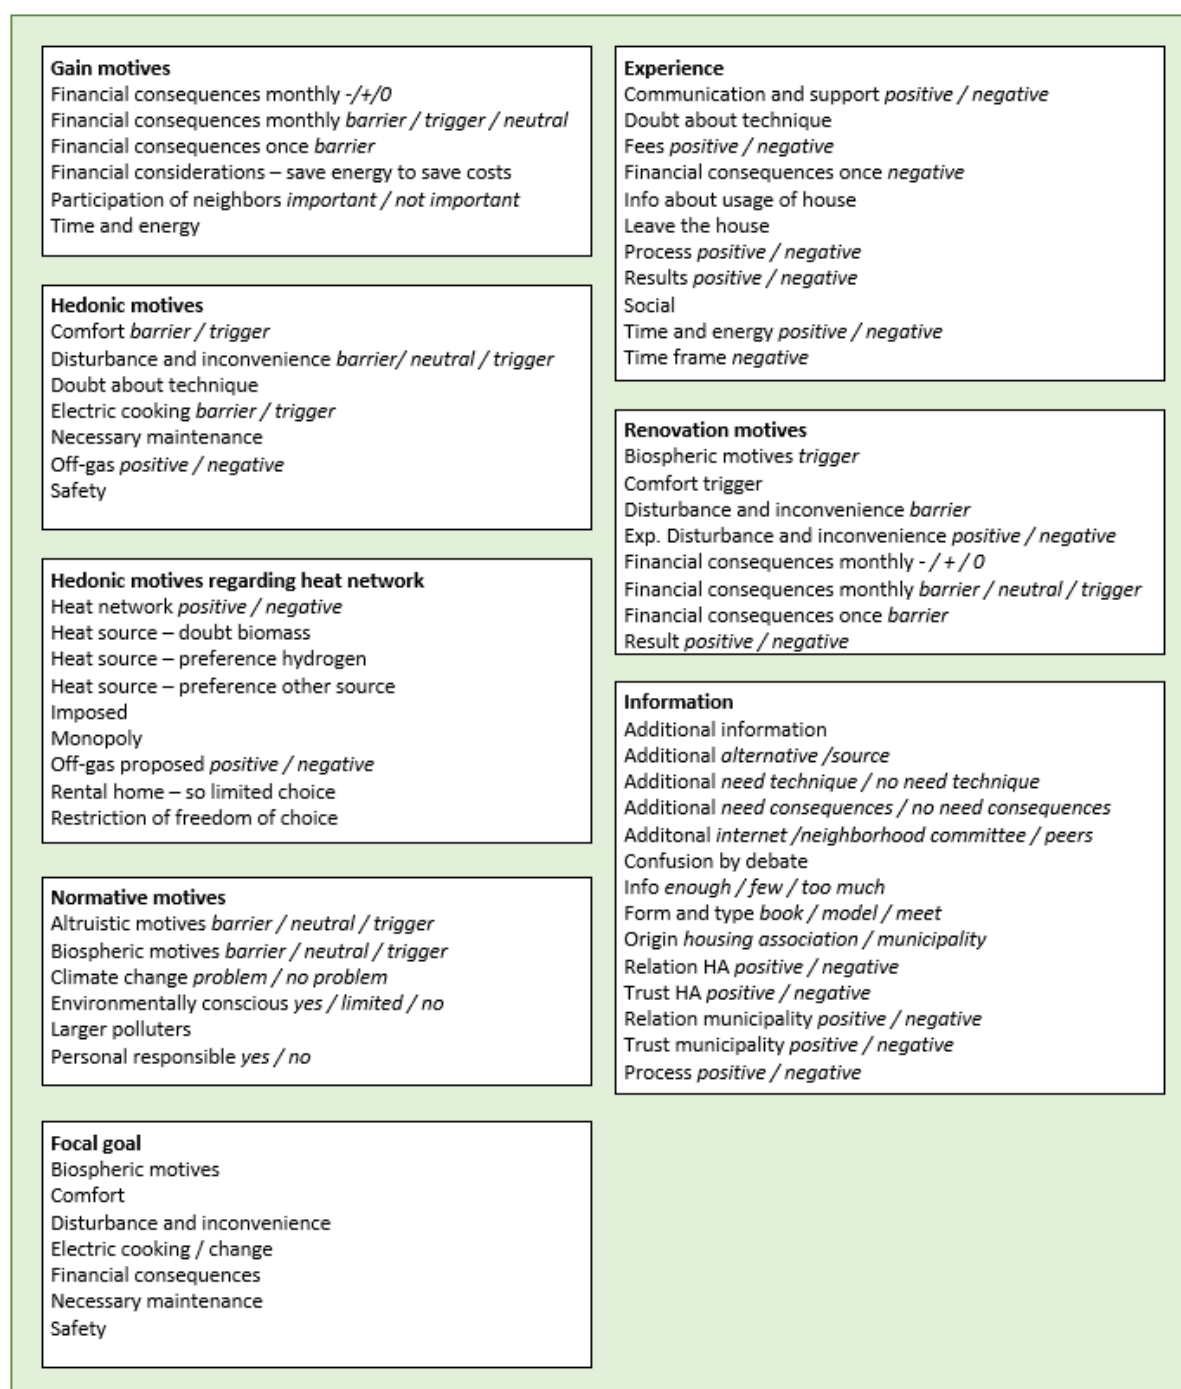 Gain motives
Financial consequences monthly -/+/0
Financial consequences monthly barrier / trigger / neutral
Financial consequences once barrier
Financial considerations – save energy to save costs
Participation of neighbors important / not important
Time and energy
Hedonic motives
Comfort barrier / trigger
Disturbance and inconvenience barrier/ neutral / trigger
Doubt about technique
Electric cooking barrier / trigger
Necessary maintenance
Off-gas positive / negative
Safety
Hedonic motives regarding heat network
Heat network positive / negative
Heat source – doubt biomass
Heat source – preference hydrogen
Heat source – preference other source
Imposed
Monopoly
Off-gas proposed positive / negative
Rental home – so limited choice
Restriction of freedom of choice
Normative motives
Altruistic motives barrier / neutral / trigger
Biospheric motives barrier / neutral / trigger
Climate change problem / no problem
Environmentally conscious yes / limited / no
Larger polluters
Personal responsible yes / no
Focal goal
Biospheric motives
Comfort
Disturbance and inconvenience
Electric cooking / change
Financial consequences
Necessary maintenance
Safety
Experience
Communication and support positive / negative
Doubt about technique
Fees positive / negative
Financial consequences once negative
Info about usage of house
Leave the house
Process positive / negative
Results positive / negative
Social
Time and energy positive / negative
Time frame negative
Renovation motives
Biospheric motives trigger
Comfort trigger
Disturbance and inconvenience barrier
Exp. Disturbance and inconvenience positive / negative
Financial consequences monthly - / + / 0
Financial consequences monthly barrier / neutral / trigger
Financial consequences once barrier
Result positive / negative
Information
Additional information
Additional alternative /source
Additional need technique / no need technique
Additional need consequences / no need consequences
Additonal internet /neighborhood committee / peers
Confusion by debate
Info enough / few / too much
Form and type book / model / meet
Origin housing association / municipality
Relation HA positive / negative
Trust HA positive / negative
Relation municipality positive / negative
Trust municipality positive / negative
Process positive / negative